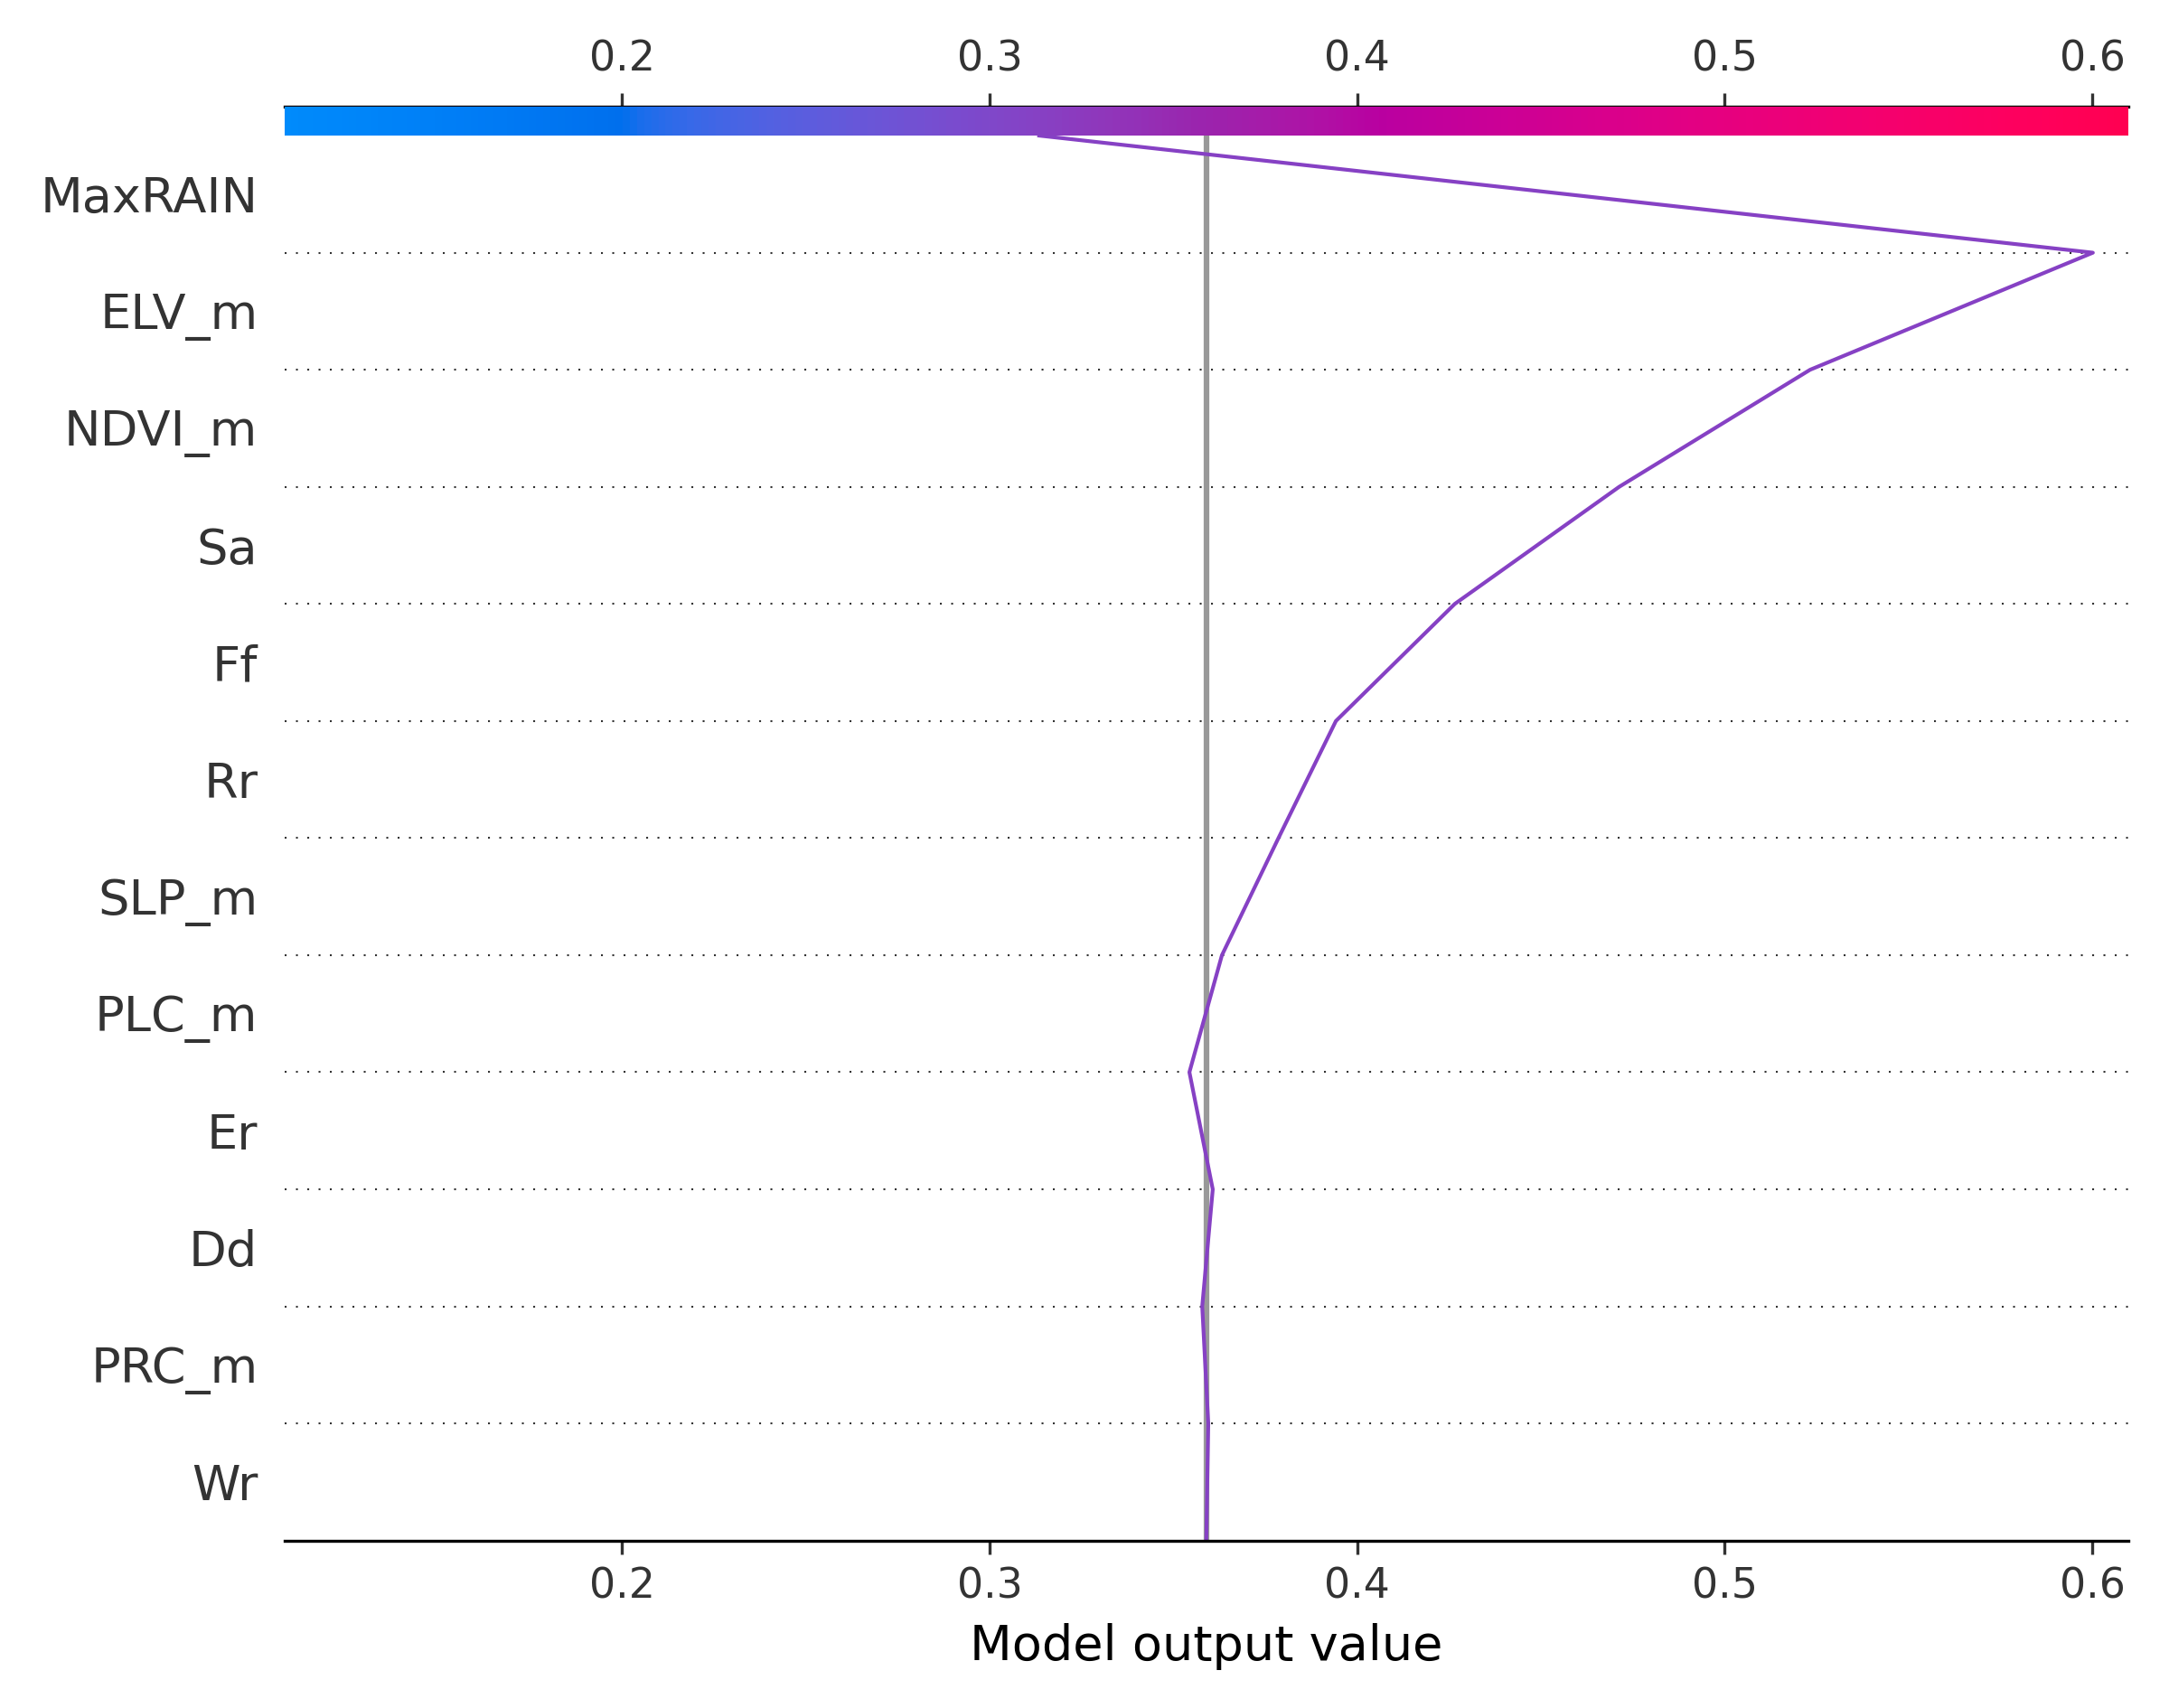 0.2 0.3 0.4 0.5 0.6
MaxRAIN
ELV_m
NDVI_m
Sa
Ff
Rr
SLP_m
PLC_m
Er
Dd
PRC_m
Wr
0.2 0.3 0.4 0.5 0.6
Model output value